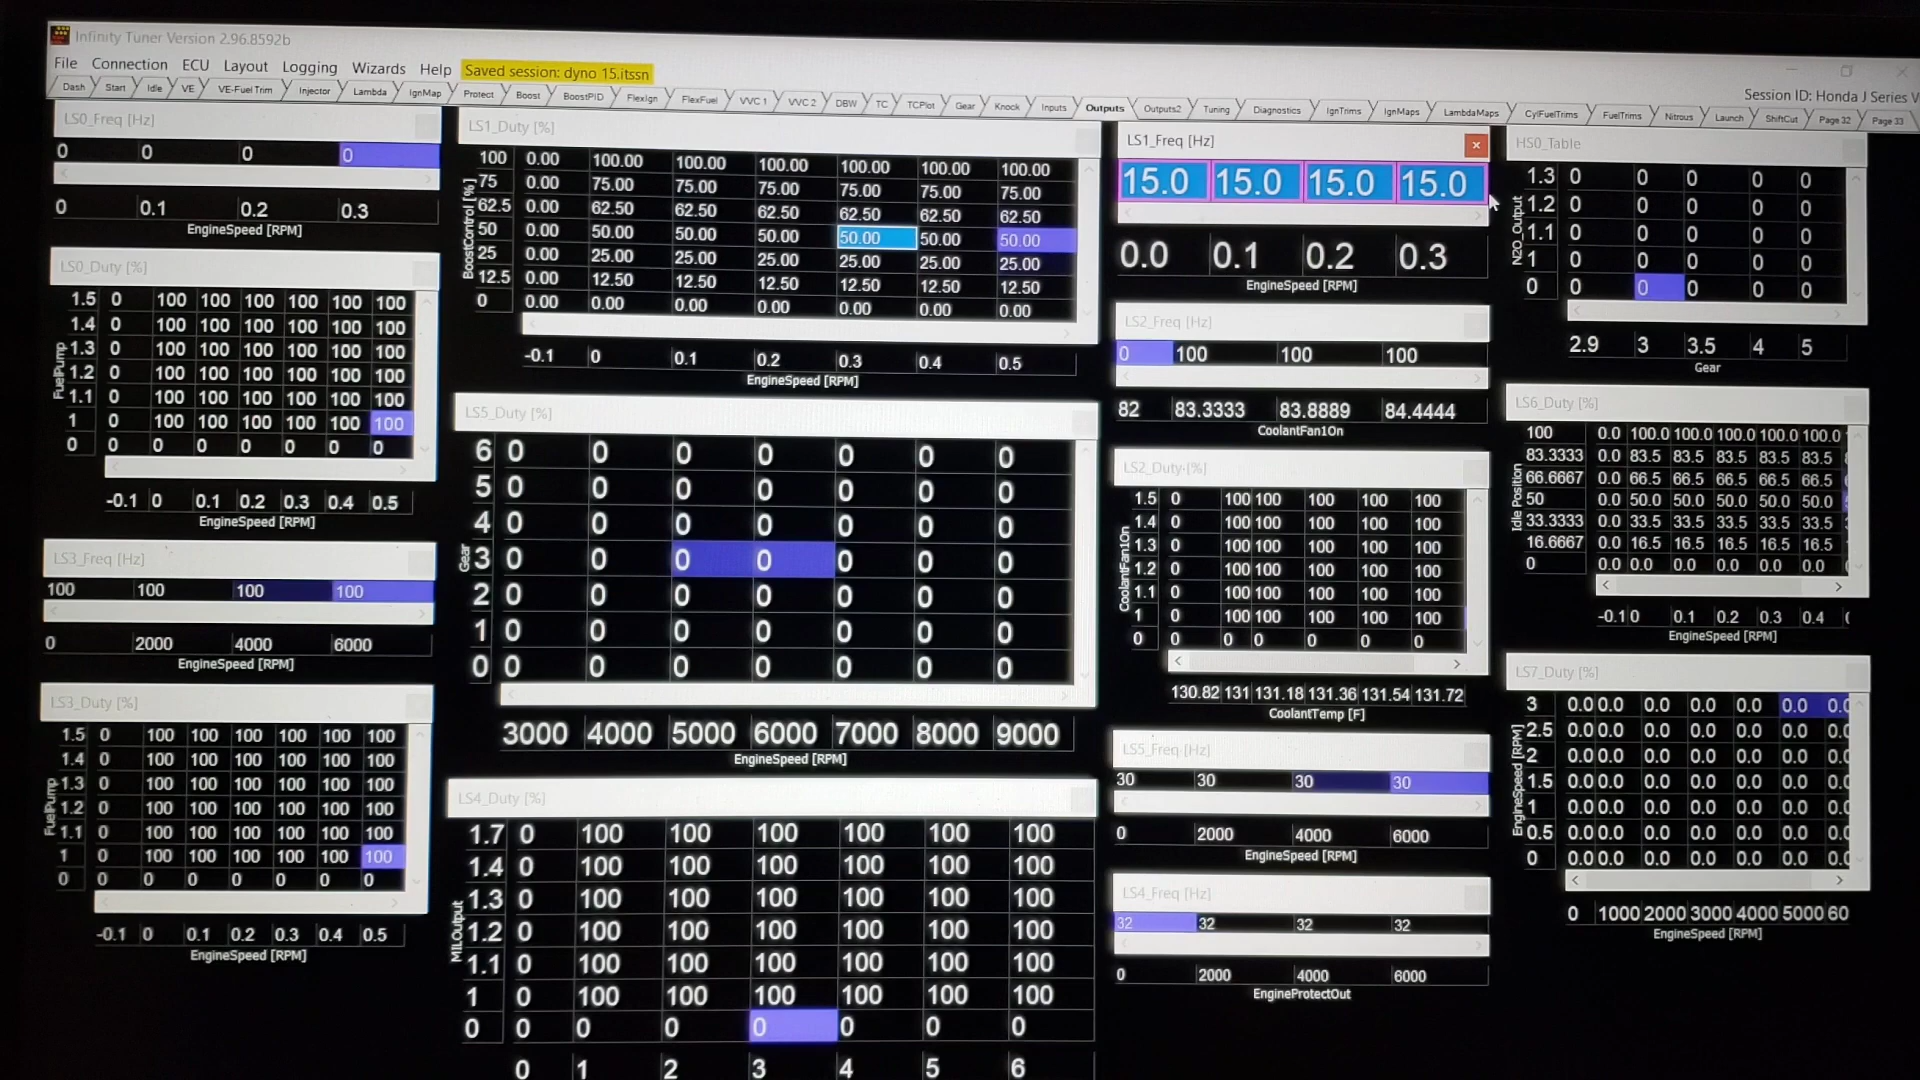 Infinity Tuner Version 2.96.8592b
File Connection ECU Layout Logging Wizards Help Saved session: dyno 15.itssn
Session ID: Honda J Series V
Dash Start Idle VE VE-Fuel Trim Injector Lambda IgnMap Protect Boost BoostPID FlexIgn FlexFuel VVC 1 VVC 2 DBW TC TCPlot Gear Knock Inputs Outputs Outputs2 Tuning Diagnostics IgnTrims IgnMaps LambdaMaps CylFuelTrims FuelTrims Nitrous Launch ShiftCut Page 32 Page 33
LS0_Freq [Hz]
0 0 0 0
0 0.1 0.2 0.3
EngineSpeed [RPM]
LS0_Duty [%]
FuelPump
1.5 0 100 100 100 100 100 100
1.4 0 100 100 100 100 100 100
1.3 0 100 100 100 100 100 100
1.2 0 100 100 100 100 100 100
1.1 0 100 100 100 100 100 100
1 0 100 100 100 100 100 100
0 0 0 0 0 0 0 0
-0.1 0 0.1 0.2 0.3 0.4 0.5
EngineSpeed [RPM]
LS3_Freq [Hz]
100 100 100 100
0 2000 4000 6000
EngineSpeed [RPM]
LS3_Duty [%]
FuelPump
1.5 0 100 100 100 100 100 100
1.4 0 100 100 100 100 100 100
1.3 0 100 100 100 100 100 100
1.2 0 100 100 100 100 100 100
1.1 0 100 100 100 100 100 100
1 0 100 100 100 100 100 100
0 0 0 0 0 0 0 0
-0.1 0 0.1 0.2 0.3 0.4 0.5
EngineSpeed [RPM]
LS1_Duty [%]
BoostControl [%]
100 0.00 100.00 100.00 100.00 100.00 100.00 100.00
75 0.00 75.00 75.00 75.00 75.00 75.00 75.00
62.5 0.00 62.50 62.50 62.50 62.50 62.50 62.50
50 0.00 50.00 50.00 50.00 50.00 50.00 50.00
25 0.00 25.00 25.00 25.00 25.00 25.00 25.00
12.5 0.00 12.50 12.50 12.50 12.50 12.50 12.50
0 0.00 0.00 0.00 0.00 0.00 0.00 0.00
-0.1 0 0.1 0.2 0.3 0.4 0.5
EngineSpeed [RPM]
LS5_Duty [%]
Gear
6 0 0 0 0 0 0 0
5 0 0 0 0 0 0 0
4 0 0 0 0 0 0 0
3 0 0 0 0 0 0 0
2 0 0 0 0 0 0 0
1 0 0 0 0 0 0 0
0 0 0 0 0 0 0 0
3000 4000 5000 6000 7000 8000 9000
EngineSpeed [RPM]
LS4_Duty [%]
MILOutput
1.7 0 100 100 100 100 100 100
1.4 0 100 100 100 100 100 100
1.3 0 100 100 100 100 100 100
1.2 0 100 100 100 100 100 100
1.1 0 100 100 100 100 100 100
1 0 100 100 100 100 100 100
0 0 0 0 0 0 0 0
0 1 2 3 4 5 6
LS1_Freq [Hz]
15.0 15.0 15.0 15.0
0.0 0.1 0.2 0.3
EngineSpeed [RPM]
LS2_Freq [Hz]
0 100 100 100
82 83.3333 83.8889 84.4444
CoolantFan1On
LS2_Duty [%]
CoolantFan1On
1.5 0 100 100 100 100 100
1.4 0 100 100 100 100 100
1.3 0 100 100 100 100 100
1.2 0 100 100 100 100 100
1.1 0 100 100 100 100 100
1 0 100 100 100 100 100
0 0 0 0 0 0 0
130.82 131 131.18 131.36 131.54 131.72
CoolantTemp [F]
LS5_Freq [Hz]
30 30 30 30
0 2000 4000 6000
EngineSpeed [RPM]
LS4_Freq [Hz]
32 32 32 32
0 2000 4000 6000
EngineProtectOut
HS0_Table
N2O_Output
1.3 0 0 0 0 0
1.2 0 0 0 0 0
1.1 0 0 0 0 0
1 0 0 0 0 0
0 0 0 0 0 0
2.9 3 3.5 4 5
Gear
LS6_Duty [%]
Idle Position
100 0.0 100.0 100.0 100.0 100.0 100.0
83.3333 0.0 83.5 83.5 83.5 83.5 83.5
66.6667 0.0 66.5 66.5 66.5 66.5 66.5
50 0.0 50.0 50.0 50.0 50.0 50.0
33.3333 0.0 33.5 33.5 33.5 33.5 33.5
16.6667 0.0 16.5 16.5 16.5 16.5 16.5
0 0.0 0.0 0.0 0.0 0.0 0.0
-0.1 0 0.1 0.2 0.3 0.4
EngineSpeed [RPM]
LS7_Duty [%]
EngineSpeed [RPM]
3 0.0 0.0 0.0 0.0 0.0 0.0 0.0
2.5 0.0 0.0 0.0 0.0 0.0 0.0 0.0
2 0.0 0.0 0.0 0.0 0.0 0.0 0.0
1.5 0.0 0.0 0.0 0.0 0.0 0.0 0.0
1 0.0 0.0 0.0 0.0 0.0 0.0 0.0
0.5 0.0 0.0 0.0 0.0 0.0 0.0 0.0
0 0.0 0.0 0.0 0.0 0.0 0.0 0.0
0 1000 2000 3000 4000 5000 60
EngineSpeed [RPM]